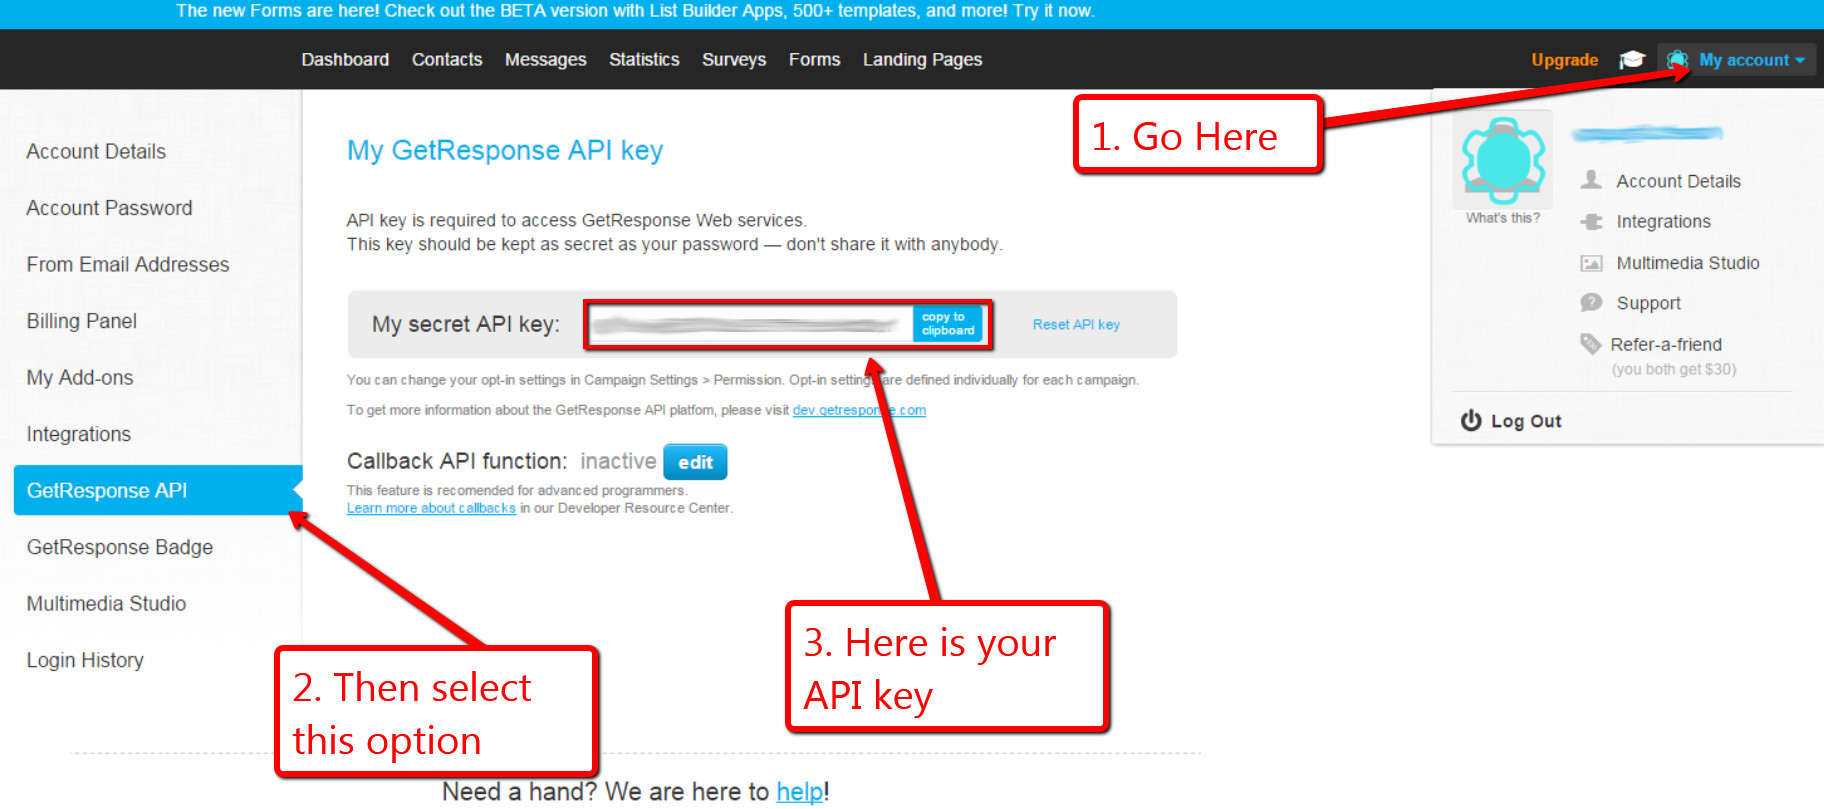 The new Forms are here! Check out the BETA version with List Builder Apps, 500+ templates, and more! Try it now.
Dashboard Contacts Messages Statistics Surveys Forms Landing Pages Upgrade My account
1. Go Here
Account Details
Account Password
From Email Addresses
Billing Panel
My Add-ons
Integrations
GetResponse API
GetResponse Badge
Multimedia Studio
Login History
My GetResponse API key
API key is required to access GetResponse Web services.
This key should be kept as secret as your password — don't share it with anybody.
My secret API key:
copy to
clipboard
Reset API key
You can change your opt-in settings in Campaign Settings > Permission. Opt-in settings are defined individually for each campaign.
To get more information about the GetResponse API platfom, please visit dev.getresponse.com
Callback API function: inactive edit
This feature is recomended for advanced programmers.
Learn more about callbacks in our Developer Resource Center.
What's this?
Account Details
Integrations
Multimedia Studio
Support
Refer-a-friend
(you both get $30)
Log Out
2. Then select
this option
3. Here is your
API key
Need a hand? We are here to help!